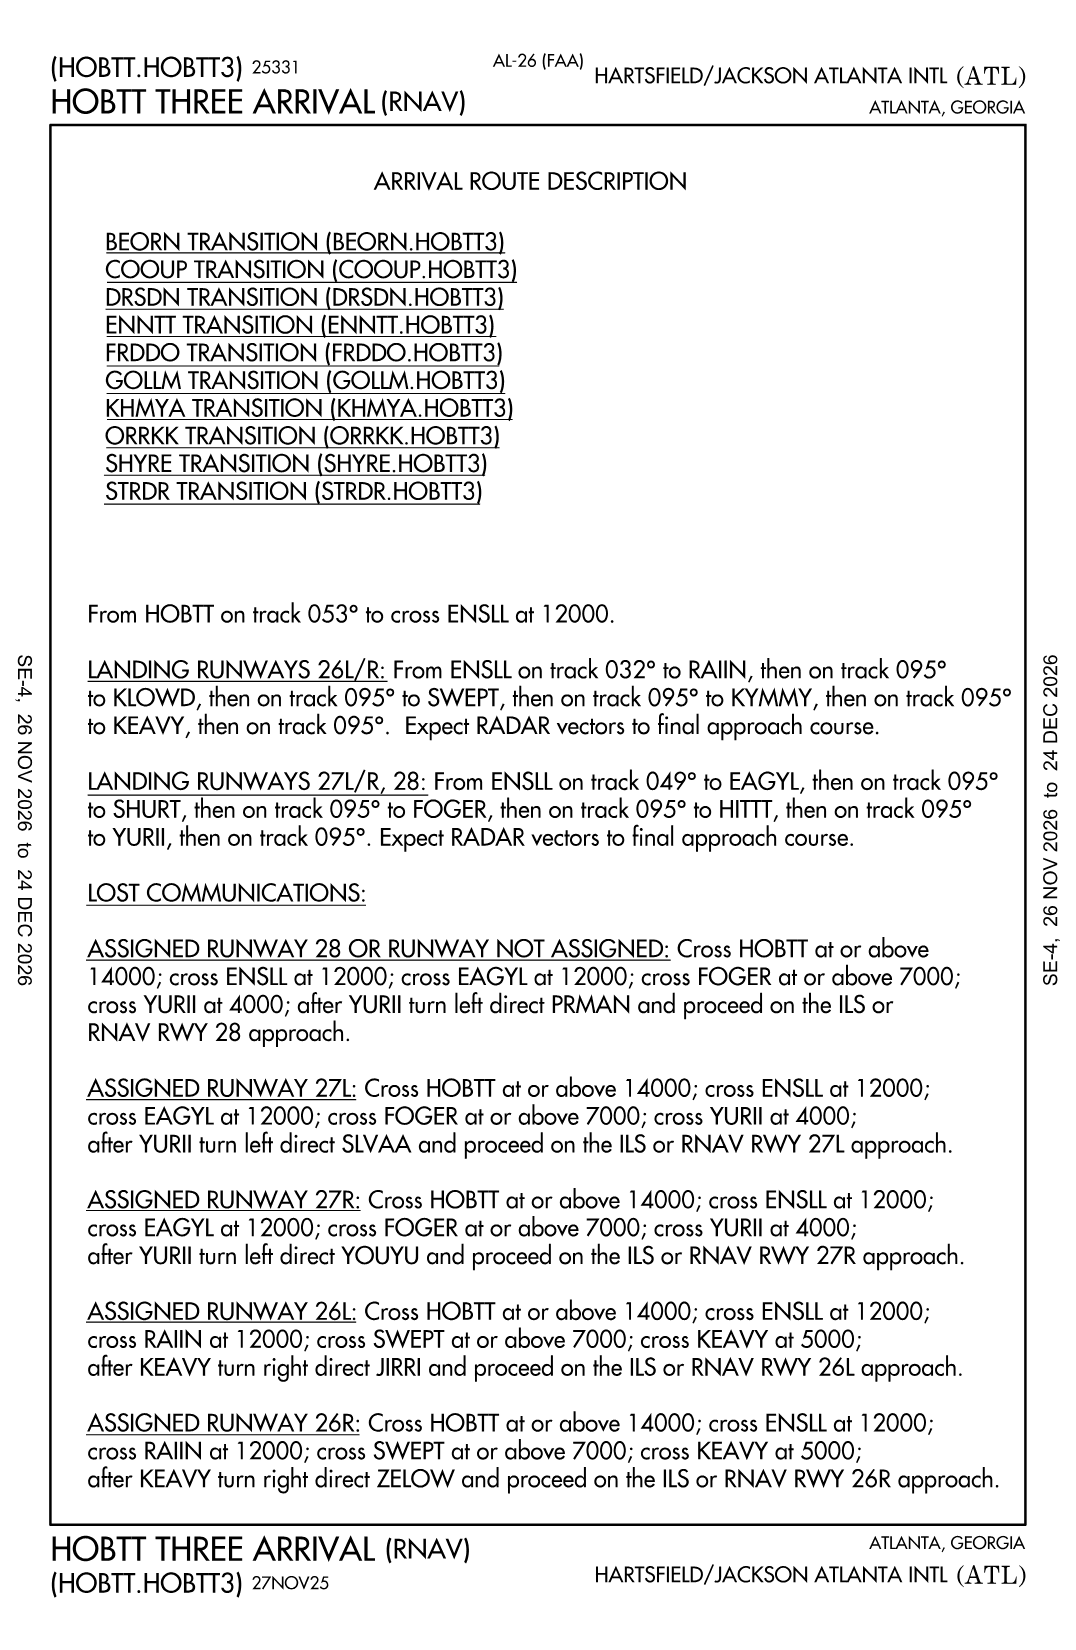 (HOBTT.HOBTT3) 25331
AL-26 (FAA)
HARTSFIELD/JACKSON ATLANTA INTL (ATL)
HOBTT THREE ARRIVAL (RNAV)
ATLANTA, GEORGIA
ARRIVAL ROUTE DESCRIPTION
BEORN TRANSITION (BEORN.HOBTT3)
COOUP TRANSITION (COOUP.HOBTT3)
DRSDN TRANSITION (DRSDN.HOBTT3)
ENNTT TRANSITION (ENNTT.HOBTT3)
FRDDO TRANSITION (FRDDO.HOBTT3)
GOLLM TRANSITION (GOLLM.HOBTT3)
KHMYA TRANSITION (KHMYA.HOBTT3)
ORRKK TRANSITION (ORRKK.HOBTT3)
SHYRE TRANSITION (SHYRE.HOBTT3)
STRDR TRANSITION (STRDR.HOBTT3)
From HOBTT on track 053° to cross ENSLL at 12000.
LANDING RUNWAYS 26L/R: From ENSLL on track 032° to RAIIN, then on track 095°
to KLOWD, then on track 095° to SWEPT, then on track 095° to KYMMY, then on track 095°
to KEAVY, then on track 095°. Expect RADAR vectors to final approach course.
LANDING RUNWAYS 27L/R, 28: From ENSLL on track 049° to EAGYL, then on track 095°
to SHURT, then on track 095° to FOGER, then on track 095° to HITTT, then on track 095°
to YURII, then on track 095°. Expect RADAR vectors to final approach course.
LOST COMMUNICATIONS:
ASSIGNED RUNWAY 28 OR RUNWAY NOT ASSIGNED: Cross HOBTT at or above
14000; cross ENSLL at 12000; cross EAGYL at 12000; cross FOGER at or above 7000;
cross YURII at 4000; after YURII turn left direct PRMAN and proceed on the ILS or
RNAV RWY 28 approach.
ASSIGNED RUNWAY 27L: Cross HOBTT at or above 14000; cross ENSLL at 12000;
cross EAGYL at 12000; cross FOGER at or above 7000; cross YURII at 4000;
after YURII turn left direct SLVAA and proceed on the ILS or RNAV RWY 27L approach.
ASSIGNED RUNWAY 27R: Cross HOBTT at or above 14000; cross ENSLL at 12000;
cross EAGYL at 12000; cross FOGER at or above 7000; cross YURII at 4000;
after YURII turn left direct YOUYU and proceed on the ILS or RNAV RWY 27R approach.
ASSIGNED RUNWAY 26L: Cross HOBTT at or above 14000; cross ENSLL at 12000;
cross RAIIN at 12000; cross SWEPT at or above 7000; cross KEAVY at 5000;
after KEAVY turn right direct JIRRI and proceed on the ILS or RNAV RWY 26L approach.
ASSIGNED RUNWAY 26R: Cross HOBTT at or above 14000; cross ENSLL at 12000;
cross RAIIN at 12000; cross SWEPT at or above 7000; cross KEAVY at 5000;
after KEAVY turn right direct ZELOW and proceed on the ILS or RNAV RWY 26R approach.
SE-4, 26 NOV 2026 to 24 DEC 2026
SE-4, 26 NOV 2026 to 24 DEC 2026
HOBTT THREE ARRIVAL (RNAV)
ATLANTA, GEORGIA
(HOBTT.HOBTT3) 27NOV25
HARTSFIELD/JACKSON ATLANTA INTL (ATL)